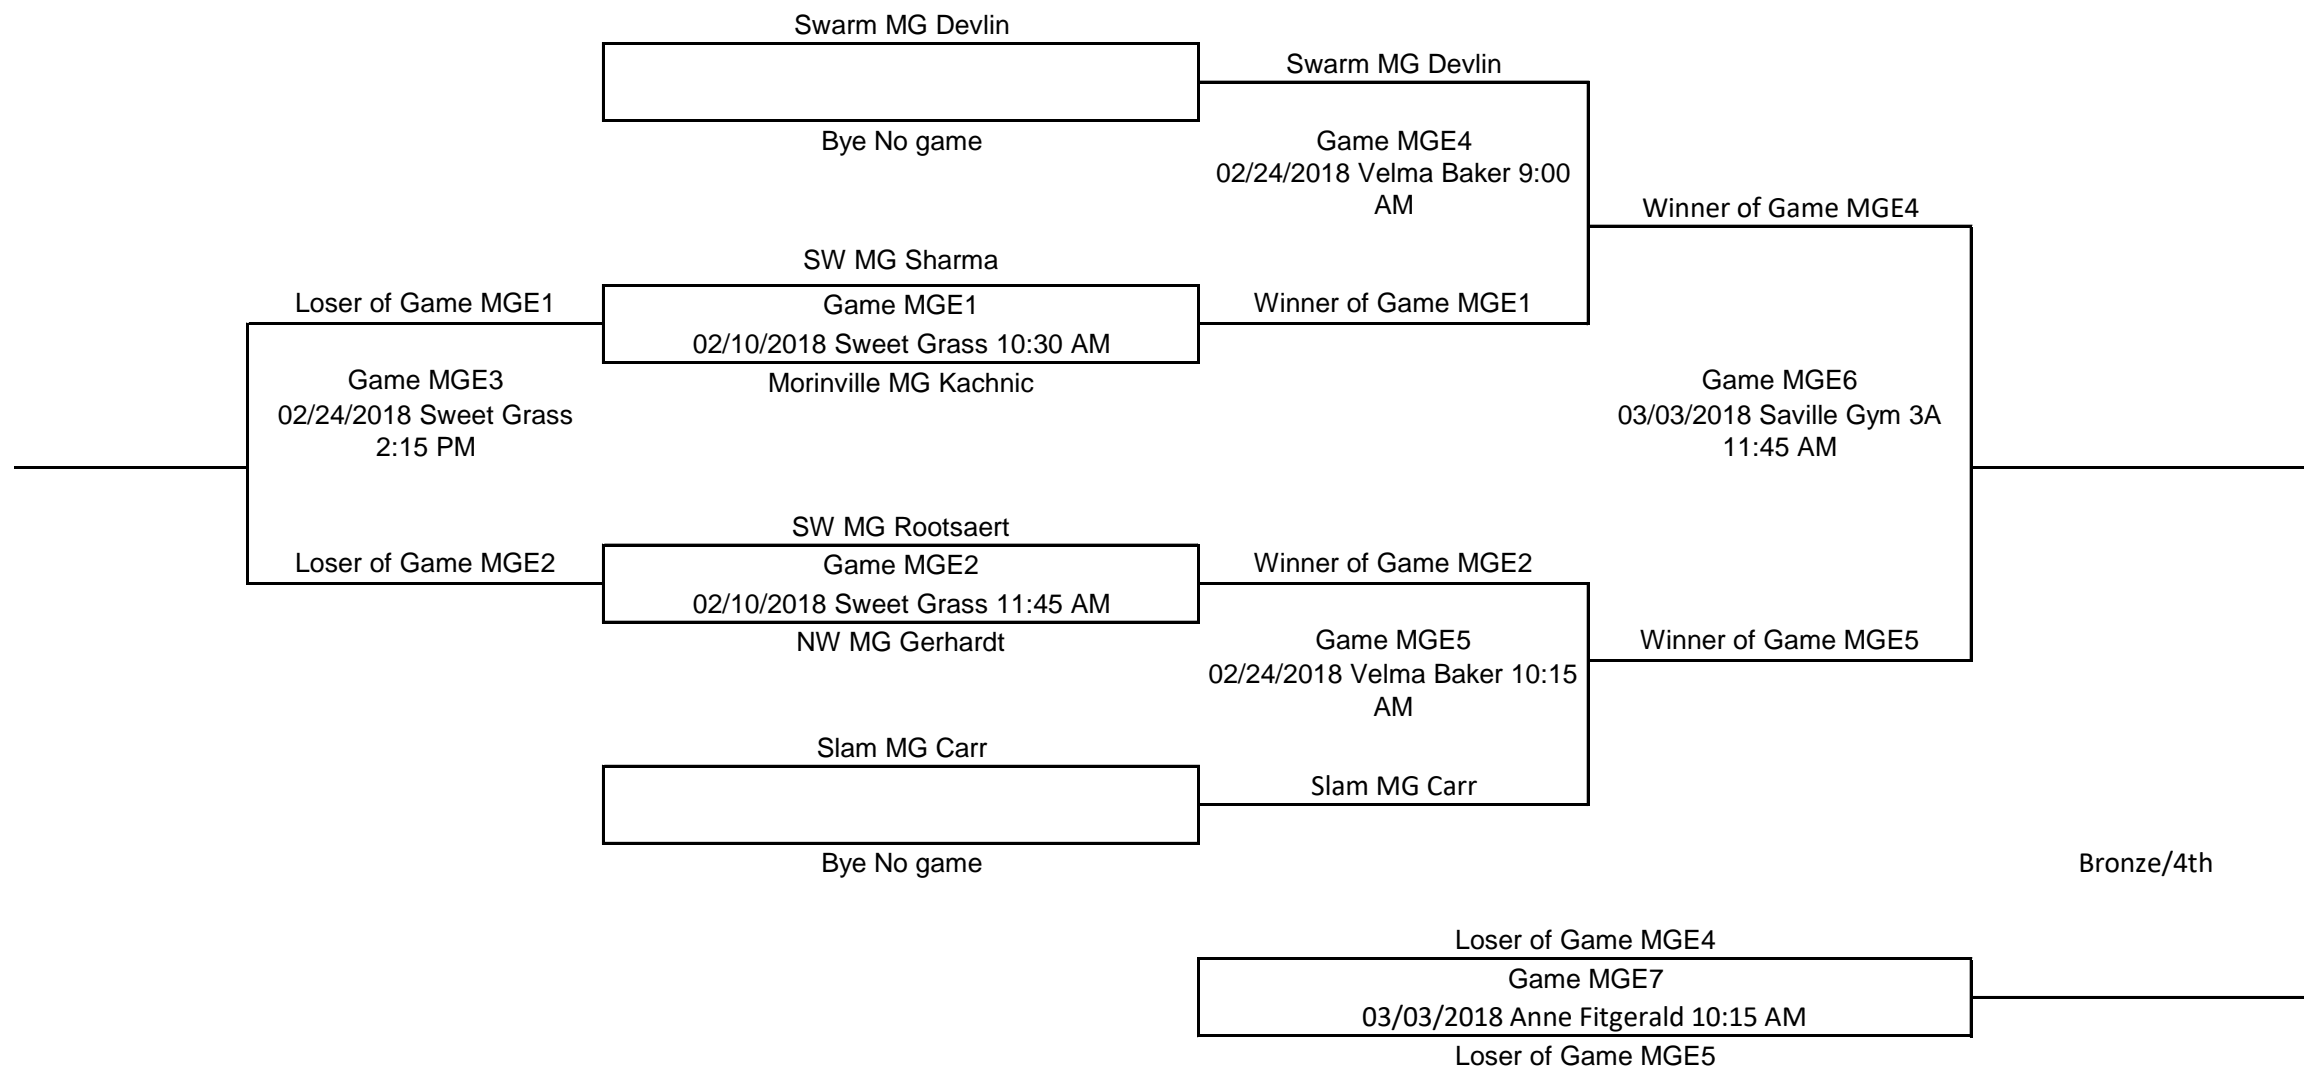 Swarm MG Devlin
Swarm MG Devlin
Bye No game
Game MGE4
02/24/2018 Velma Baker 9:00
AM
Winner of Game MGE4
SW MG Sharma
Loser of Game MGE1
Game MGE1
Winner of Game MGE1
02/10/2018 Sweet Grass 10:30 AM
Game MGE3
Morinville MG Kachnic
Game MGE6
02/24/2018 Sweet Grass
2:15 PM
03/03/2018 Saville Gym 3A
11:45 AM
SW MG Rootsaert
Loser of Game MGE2
Game MGE2
Winner of Game MGE2
02/10/2018 Sweet Grass 11:45 AM
NW MG Gerhardt
Game MGE5
Winner of Game MGE5
02/24/2018 Velma Baker 10:15
AM
Slam MG Carr
Slam MG Carr
Bye No game
Bronze/4th
Loser of Game MGE4
Game MGE7
03/03/2018 Anne Fitgerald 10:15 AM
Loser of Game MGE5